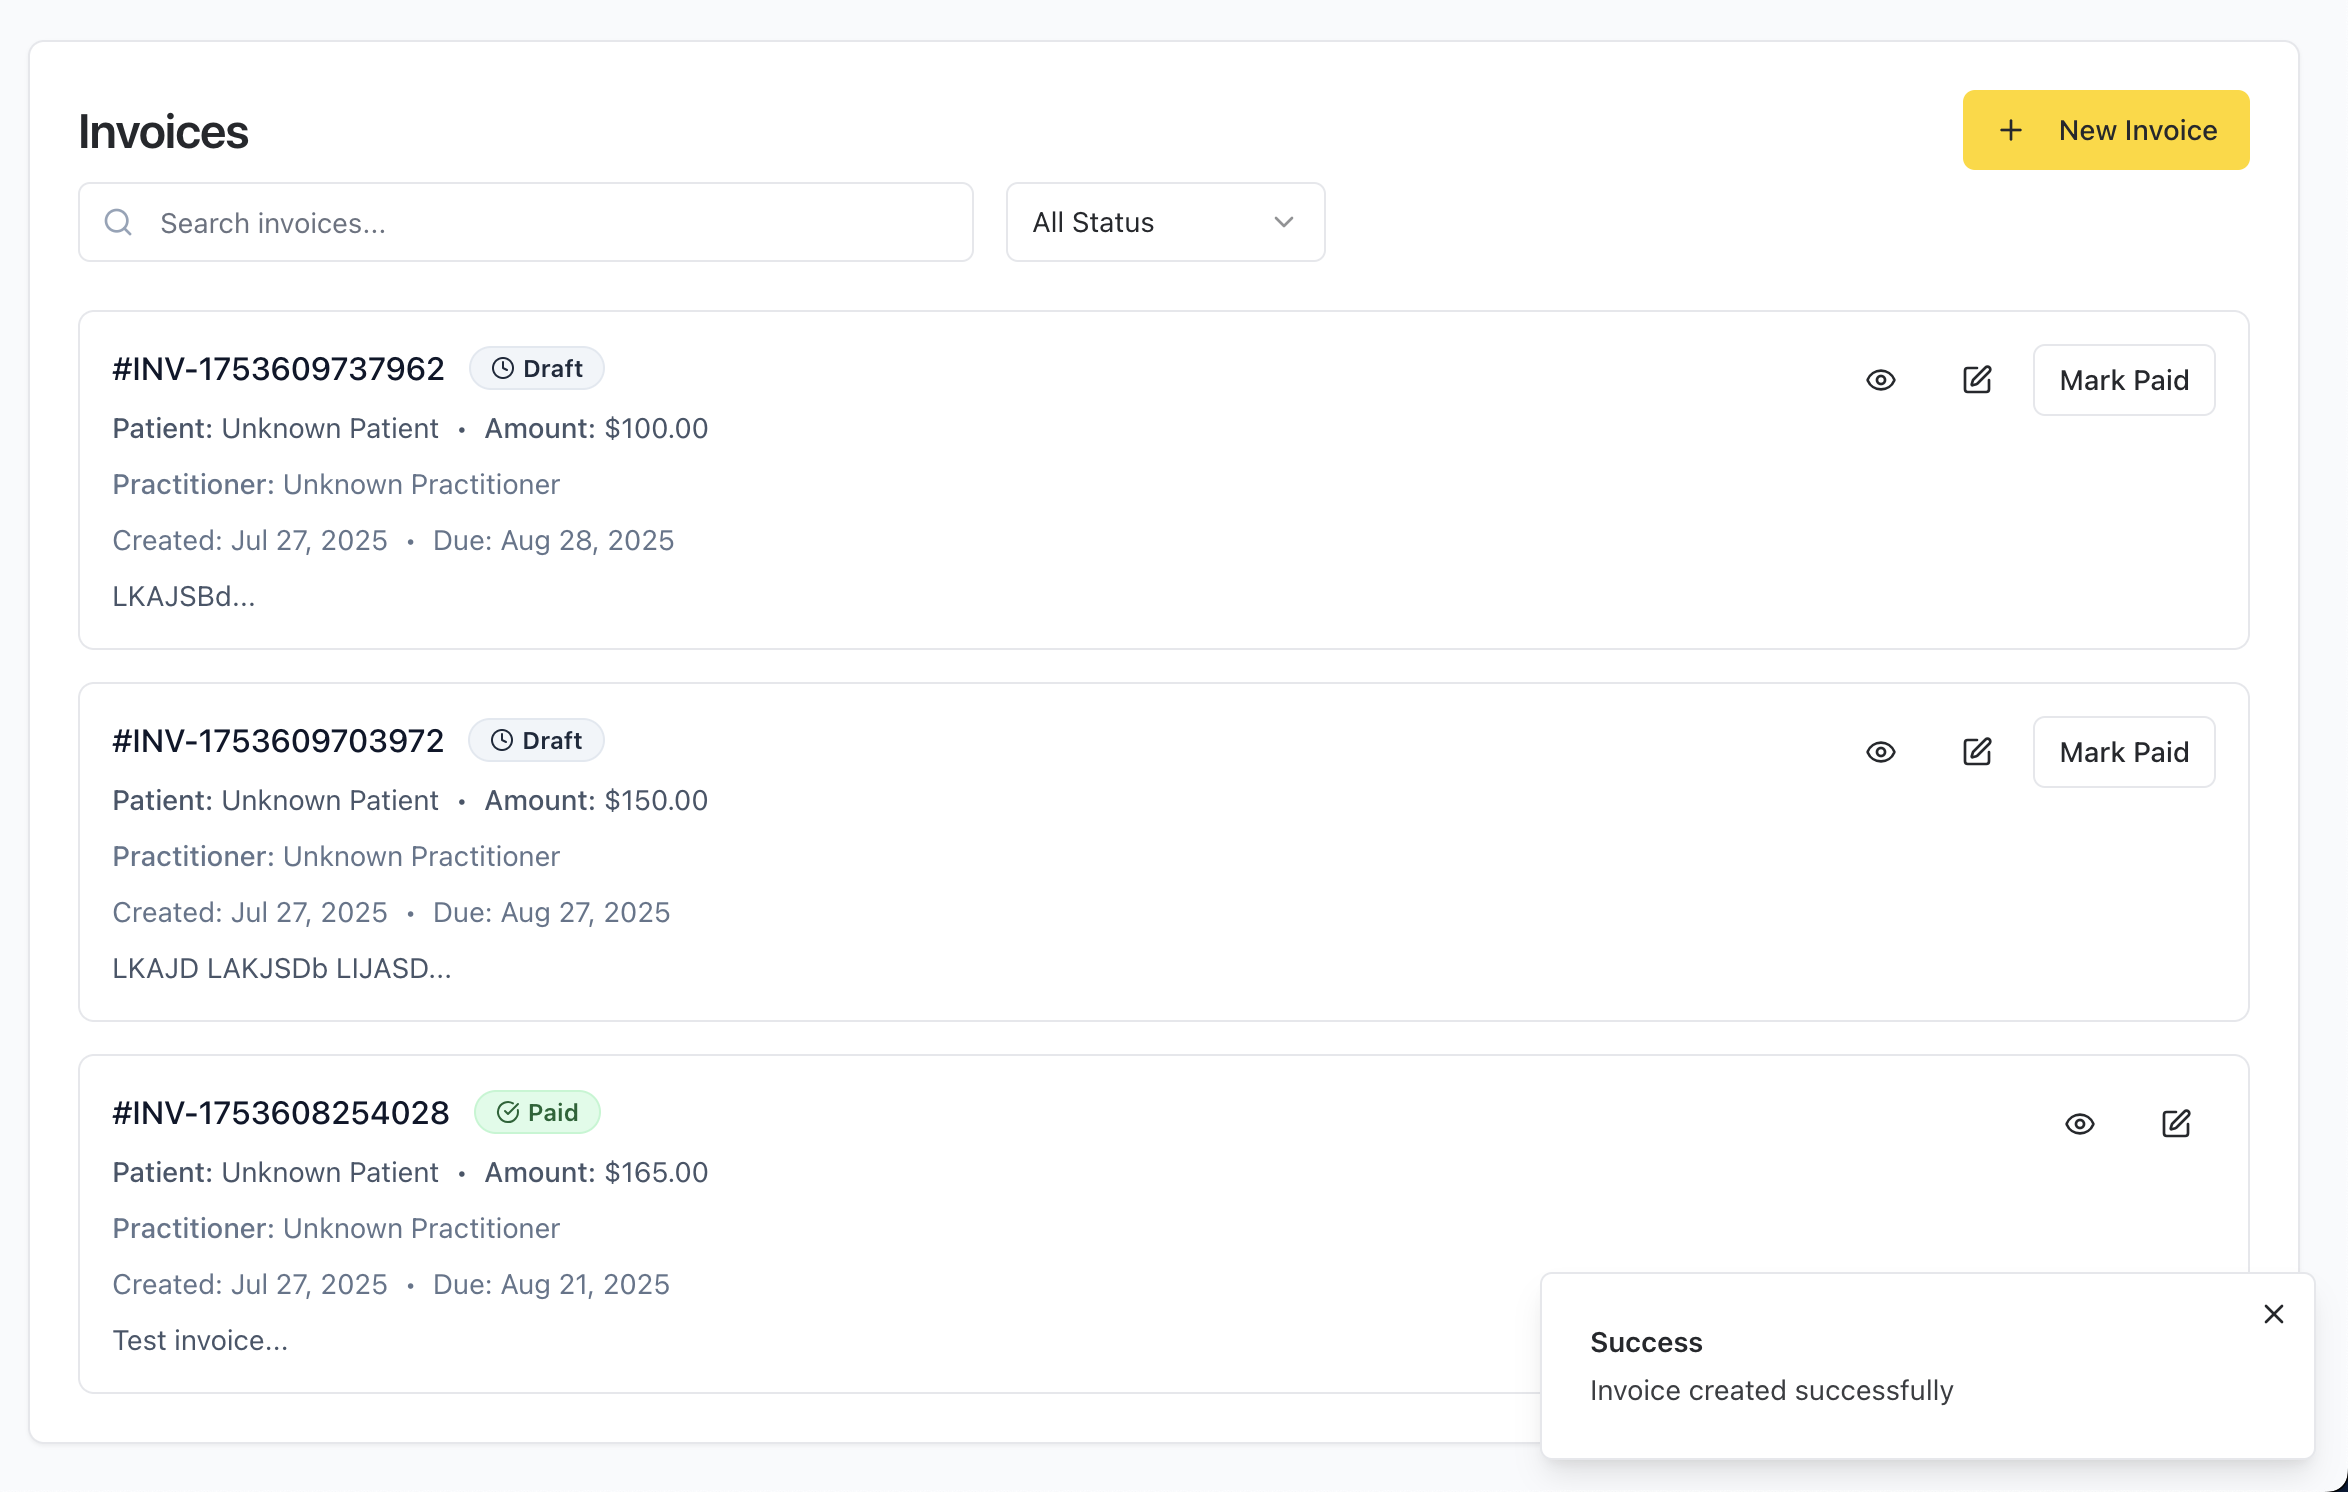 Invoices
New Invoice
Search invoices...
All Status
#INV-1753609737962 Draft
Mark Paid
Patient: Unknown Patient • Amount: $100.00
Practitioner: Unknown Practitioner
Created: Jul 27, 2025 • Due: Aug 28, 2025
LKAJSBd...
#INV-1753609703972 Draft
Mark Paid
Patient: Unknown Patient • Amount: $150.00
Practitioner: Unknown Practitioner
Created: Jul 27, 2025 • Due: Aug 27, 2025
LKAJD LAKJSDb LIJASD...
#INV-1753608254028 Paid
Patient: Unknown Patient • Amount: $165.00
Practitioner: Unknown Practitioner
Created: Jul 27, 2025 • Due: Aug 21, 2025
Test invoice...
Success
Invoice created successfully